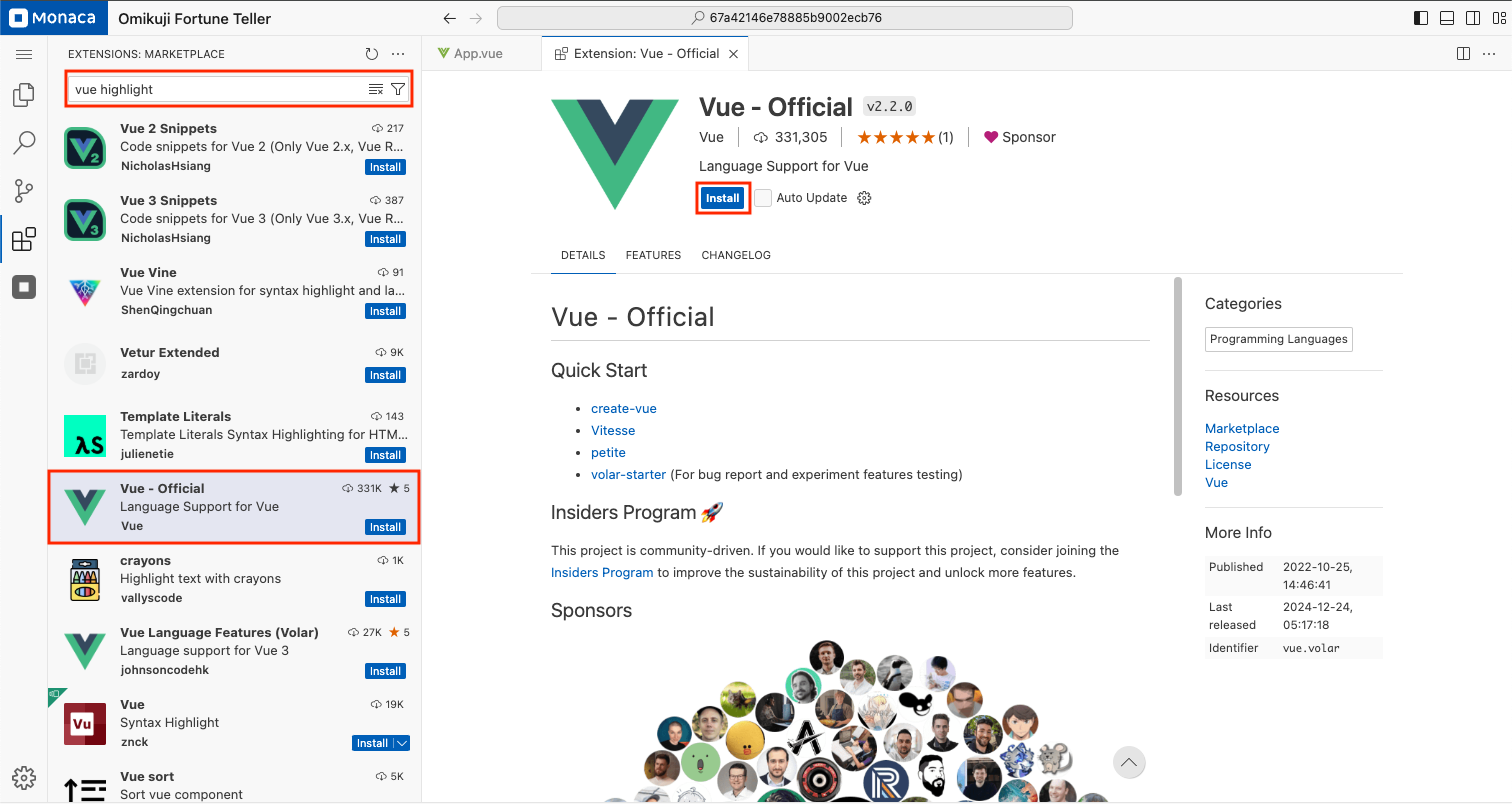 Monaca
Omikuji Fortune Teller
67a42146e78885b9002ecb76
EXTENSIONS: MARKETPLACE
vue highlight
Vue 2 Snippets 217
Code snippets for Vue 2 (Only Vue 2.x, Vue R...
NicholasHsiang Install
Vue 3 Snippets 387
Code snippets for Vue 3 (Only Vue 3.x, Vue R...
NicholasHsiang Install
Vue Vine 91
Vue Vine extension for syntax highlight and la...
ShenQingchuan Install
Vetur Extended 9K
zardoy Install
Template Literals 143
Template Literals Syntax Highlighting for HTM...
julienetie Install
Vue - Official 331K ★ 5
Language Support for Vue
Vue Install
crayons 1K
Highlight text with crayons
vallyscode Install
Vue Language Features (Volar) 27K ★ 5
Language support for Vue 3
johnsoncodehk Install
Vue 19K
Syntax Highlight
znck Install
Vue sort 5K
Sort vue component
App.vue
Extension: Vue - Official
Vue - Official v2.2.0
Vue 331,305 ★★★★★(1) Sponsor
Language Support for Vue
Install Auto Update
DETAILS FEATURES CHANGELOG
Vue - Official
Quick Start
• create-vue
• Vitesse
• petite
• volar-starter (For bug report and experiment features testing)
Insiders Program 🚀
This project is community-driven. If you would like to support this project, consider joining the
Insiders Program to improve the sustainability of this project and unlock more features.
Sponsors
Categories
Programming Languages
Resources
Marketplace
Repository
License
Vue
More Info
Published 2022-10-25,
14:46:41
Last 2024-12-24,
released 05:17:18
Identifier vue.volar
2
3
λS
Vu